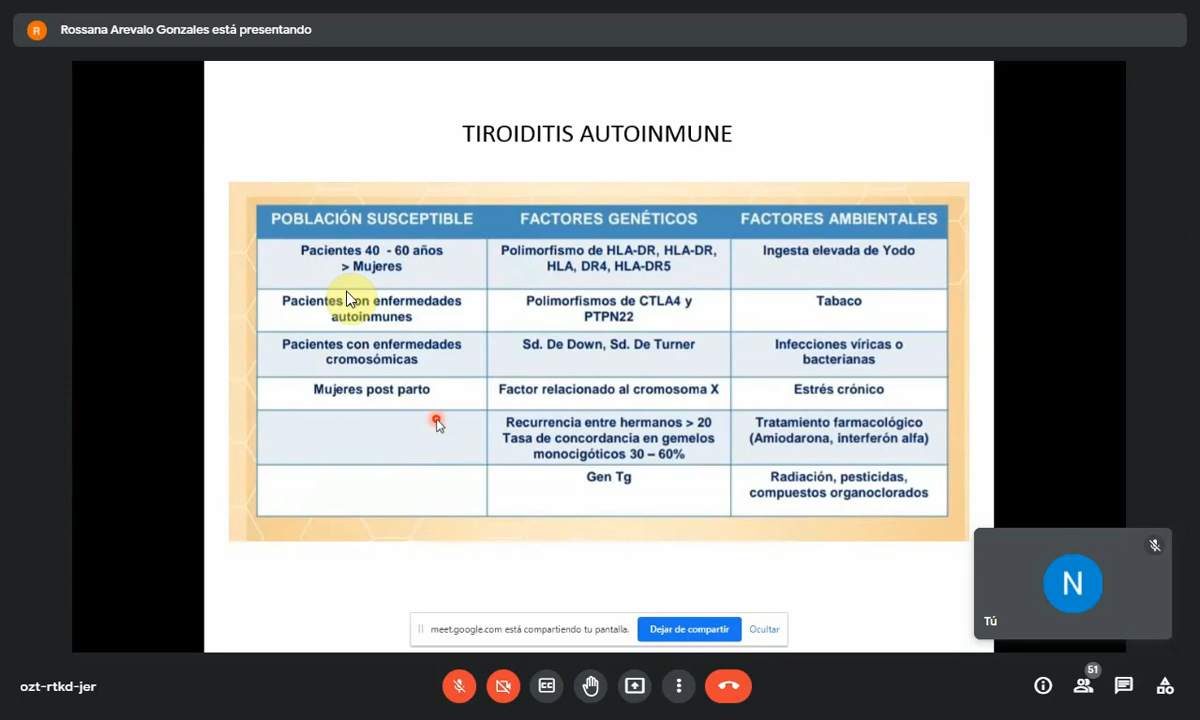 R
Rossana Arevalo Gonzales está presentando
TIROIDITIS AUTOINMUNE
POBLACIÓN SUSCEPTIBLE
FACTORES GENÉTICOS
FACTORES AMBIENTALES
Pacientes 40 - 60 años
> Mujeres
Polimorfismo de HLA-DR, HLA-DR,
HLA, DR4, HLA-DR5
Ingesta elevada de Yodo
Pacientes con enfermedades
autoinmunes
Polimorfismos de CTLA4 y
PTPN22
Tabaco
Pacientes con enfermedades
cromosómicas
Sd. De Down, Sd. De Turner
Infecciones víricas o
bacterianas
Mujeres post parto
Factor relacionado al cromosoma X
Estrés crónico
Recurrencia entre hermanos > 20
Tasa de concordancia en gemelos
monocigóticos 30 – 60%
Tratamiento farmacológico
(Amiodarona, interferón alfa)
Gen Tg
Radiación, pesticidas,
compuestos organoclorados
N
Tú
meet.google.com está compartiendo tu pantalla.
Dejar de compartir
Ocultar
ozt-rtkd-jer
CC
51